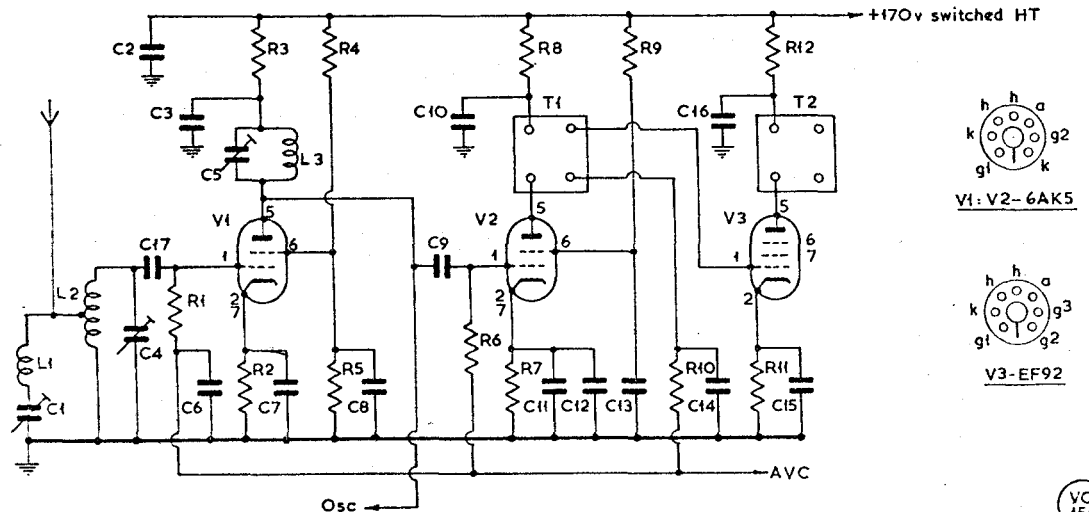 +170v switched HT
C2
R3
R4
R8
R9
R12
C3
C10
T1
C16
T2
C5
L3
h h a
k g2
g1 k
V1: V2-6AK5
V1
5
V2
5
V3
5
C17
1
6
C9
1
6
1
6
7
L2
R1
2
7
2
7
2
h h a
k g3
g1 g2
V3-EF92
L1
C4
R6
C1
C6
R2
C7
R5
C8
R7
C11
C12
C13
R10
C14
R11
C15
AVC
Osc